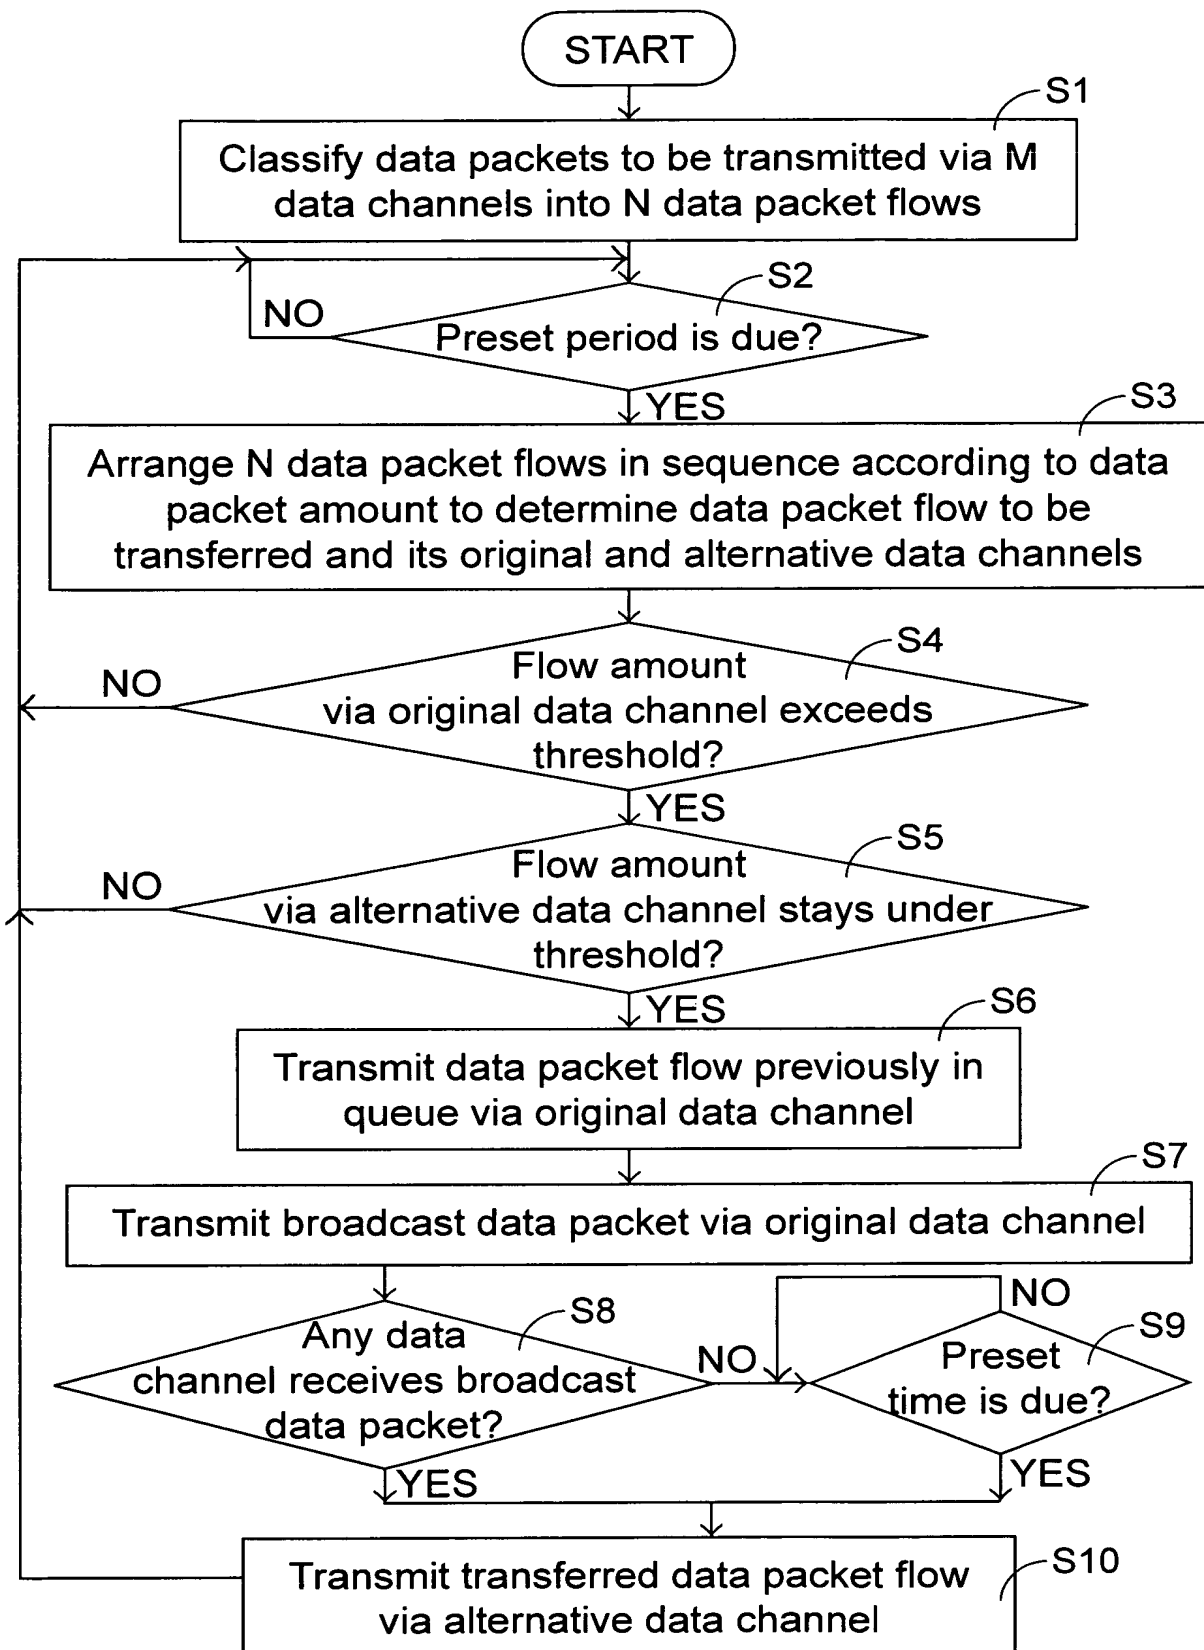 START
S1
Classify data packets to be transmitted via M
data channels into N data packet flows
S2
NO
Preset period is due?
YES
S3
Arrange N data packet flows in sequence according to data
packet amount to determine data packet flow to be
transferred and its original and alternative data channels
S4
NO
Flow amount
via original data channel exceeds
threshold?
YES
S5
NO
Flow amount
via alternative data channel stays under
threshold?
YES
S6
Transmit data packet flow previously in
queue via original data channel
S7
Transmit broadcast data packet via original data channel
S8
Any data
channel receives broadcast
data packet?
NO
YES
NO
S9
Preset
time is due?
YES
S10
Transmit transferred data packet flow
via alternative data channel